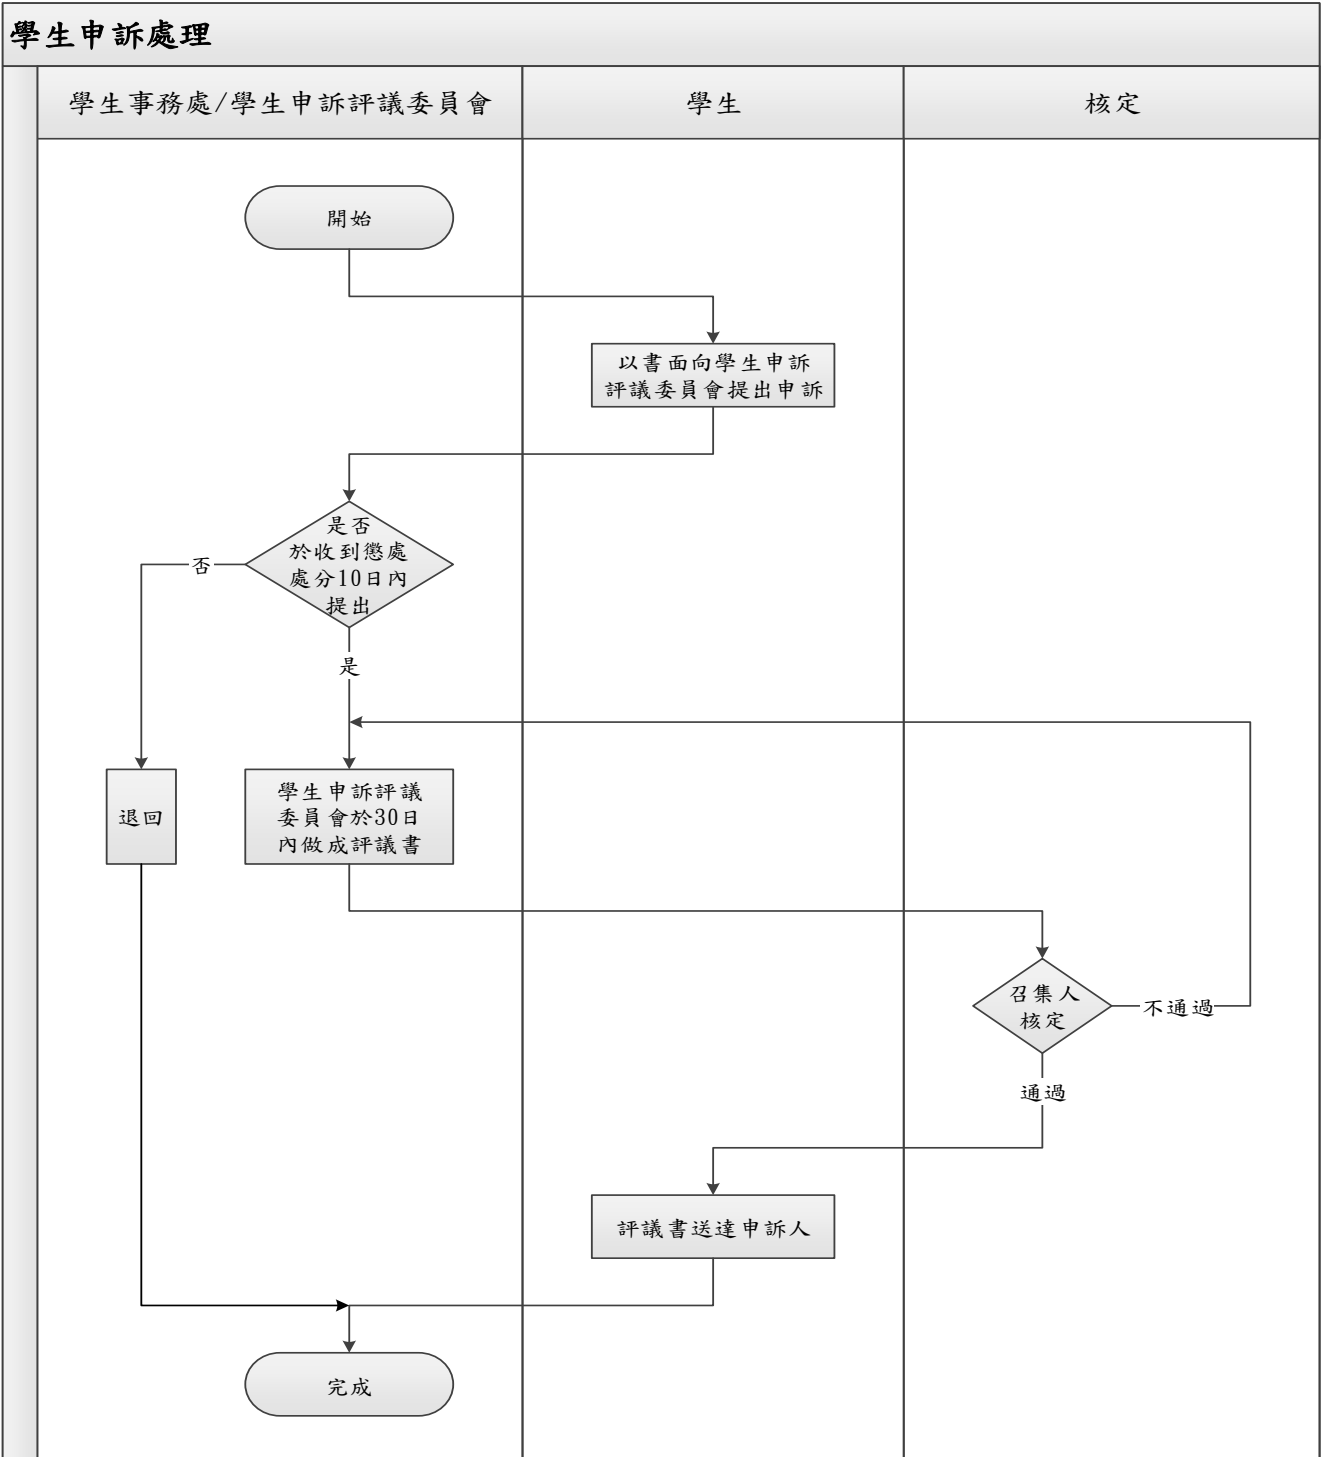 學生申訴處理
學生事務處/學生申訴評議委員會
學生
核定
開始
以書面向學生申訴
評議委員會提出申訴
是否
於收到懲處
處分10日內
提出
否
是
退回
學生申訴評議
委員會於30日
內做成評議書
召集人
核定
不通過
通過
評議書送達申訴人
完成